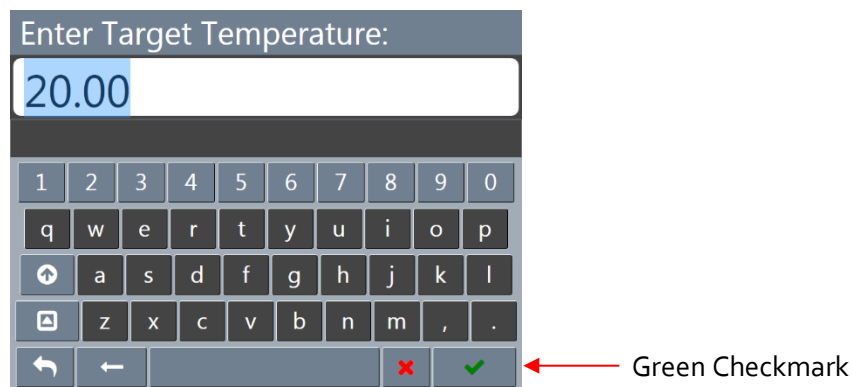 Enter Target Temperature:
20.00
1 2 3 4 5 6 7 8 9 0
q w e r t y u i o p
a s d f g h j k l
z x c v b n m , .
Green Checkmark